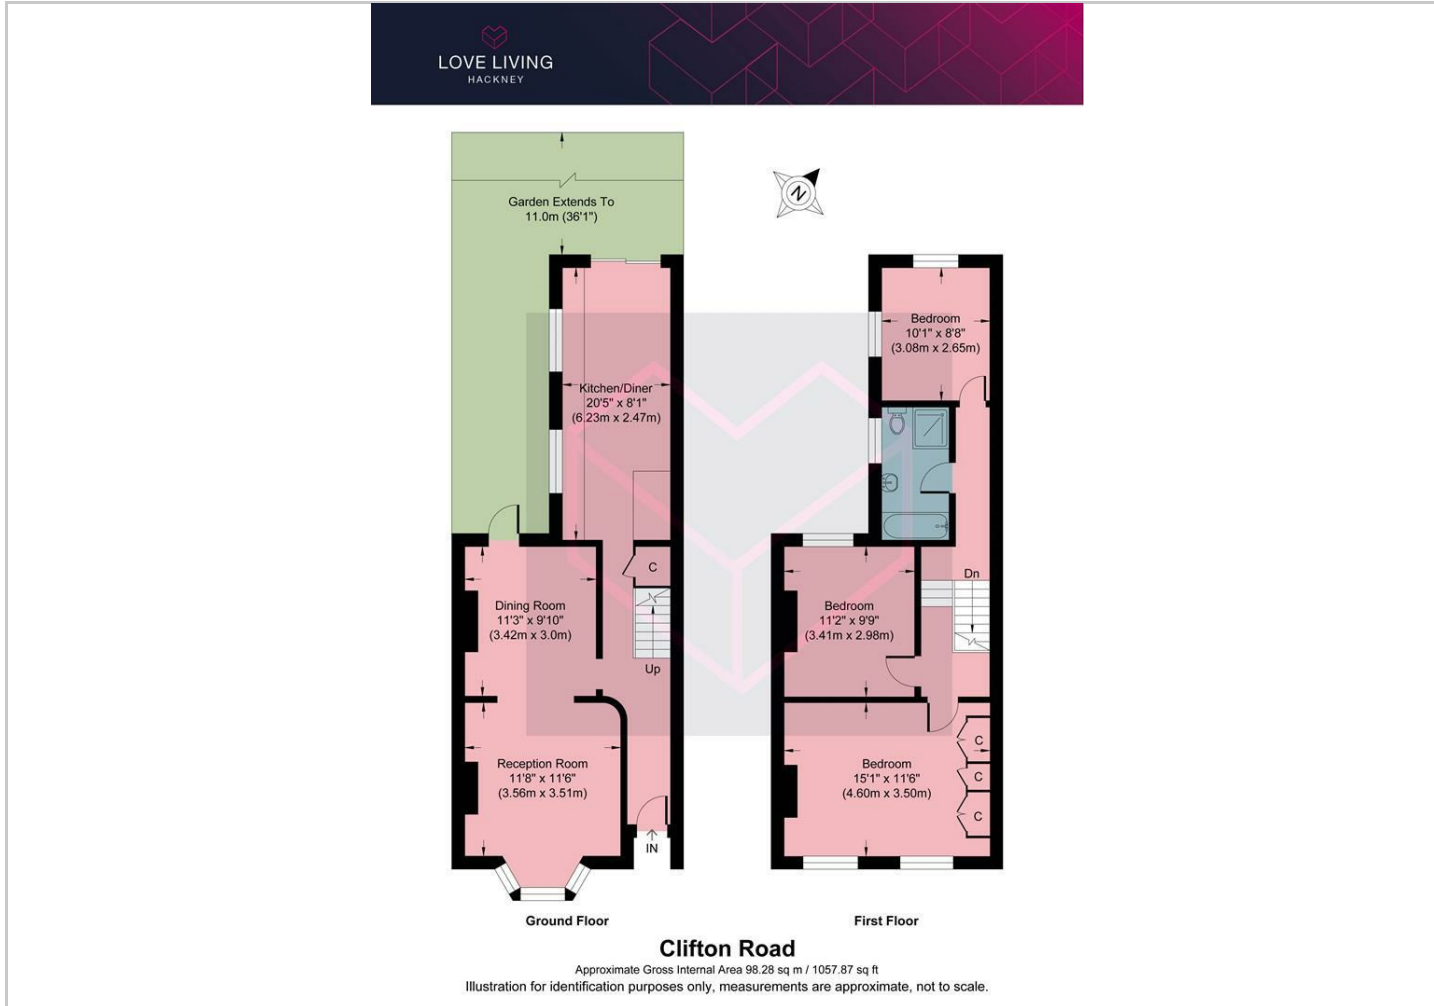 LOVE LIVING
HACKNEY
Garden Extends To
11.0m (36'1")
N
Kitchen/Diner
20'5" x 8'1"
(6.23m x 2.47m)
C
Up
Dining Room
11'3" x 9'10"
(3.42m x 3.0m)
Reception Room
11'8" x 11'6"
(3.56m x 3.51m)
IN
Ground Floor
Bedroom
10'1" x 8'8"
(3.08m x 2.65m)
Dn
Bedroom
11'2" x 9'9"
(3.41m x 2.98m)
Bedroom
15'1" x 11'6"
(4.60m x 3.50m)
C
C
C
First Floor
Clifton Road
Approximate Gross Internal Area 98.28 sq m / 1057.87 sq ft
Illustration for identification purposes only, measurements are approximate, not to scale.